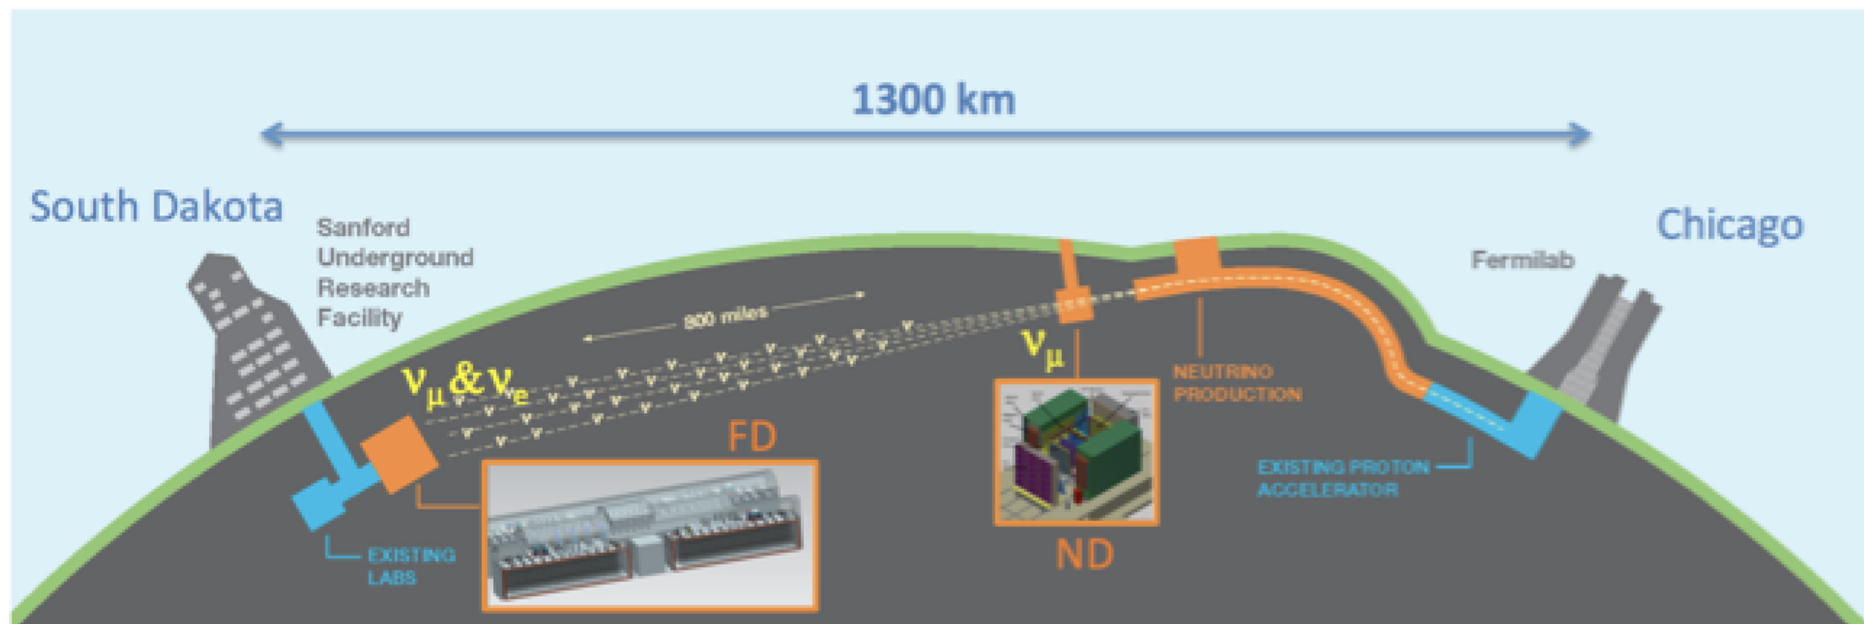 1300 km
South Dakota
Sanford
Underground
Research
Facility
Chicago
Fermilab
800 miles
νμ & νe
νμ
NEUTRINO
PRODUCTION
FD
EXISTING PROTON
ACCELERATOR
ND
EXISTING
LABS